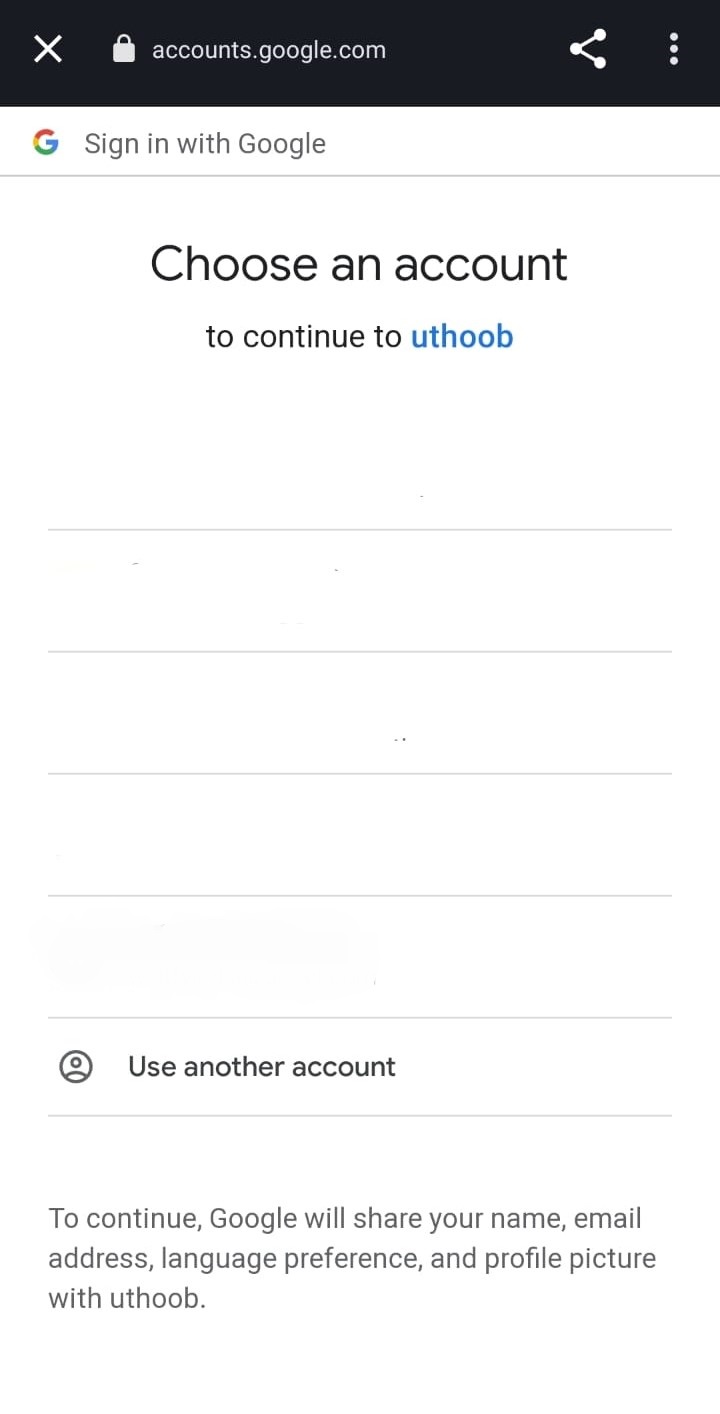 accounts.google.com
Sign in with Google
Choose an account
to continue to uthoob
Use another account
To continue, Google will share your name, email
address, language preference, and profile picture
with uthoob.